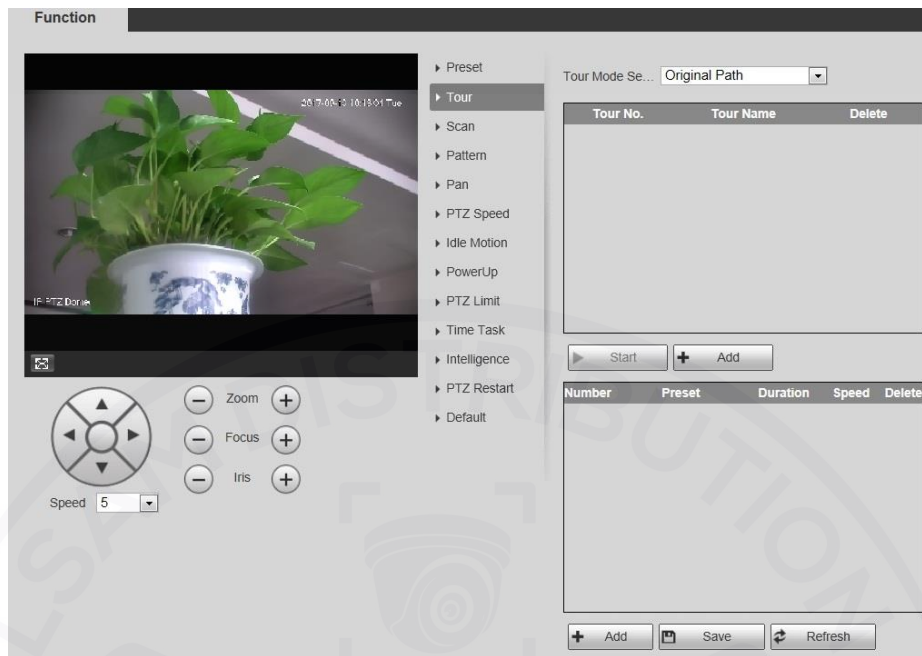 Function
IP PTZ Dome
Zoom
Focus
Iris
Speed 5
Preset
Tour
Scan
Pattern
Pan
PTZ Speed
Idle Motion
PowerUp
PTZ Limit
Time Task
Intelligence
PTZ Restart
Default
Tour Mode Se... Original Path
Tour No. Tour Name Delete
Start Add
Number Preset Duration Speed Delete
Add Save Refresh